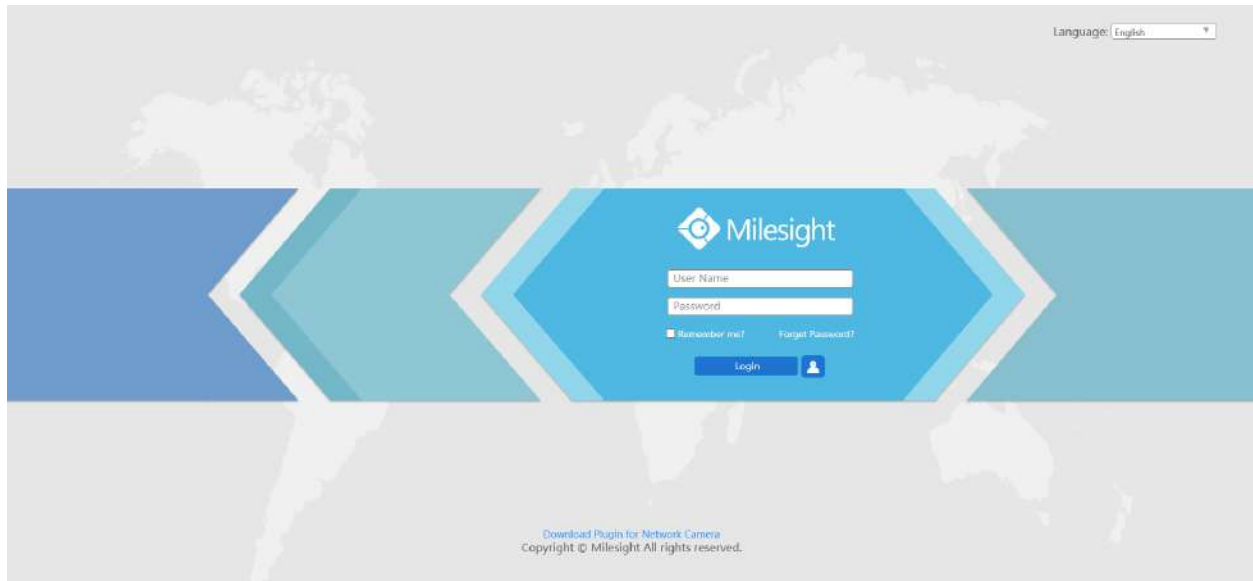 Language: English
Milesight
User Name
Password
Remember me? Forget Password?
Login
Download Plugin for Network Camera
Copyright © Milesight All rights reserved.